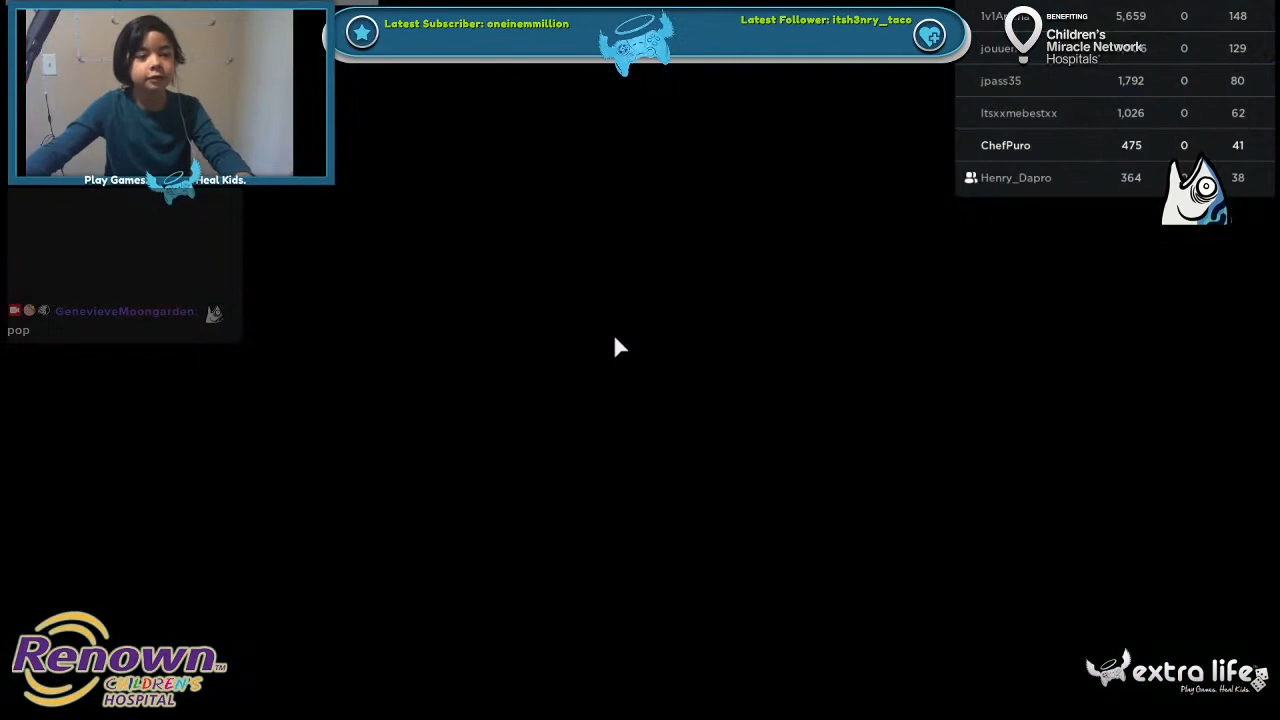 Latest Subscriber: oneinemmillion
Latest Follower: itsh3nry_taco
BENEFITING
Children's
Miracle Network
Hospitals
5,659 0 148
0 129
jpass35 1,792 0 80
Itsxxmebestxx 1,026 0 62
ChefPuro 475 0 41
Henry_Dapro 364 38
Play Games. Heal Kids.
GenevieveMoongarden:
pop
Renown TM
CHILDREN'S
HOSPITAL
extra life
Play Games. Heal Kids.